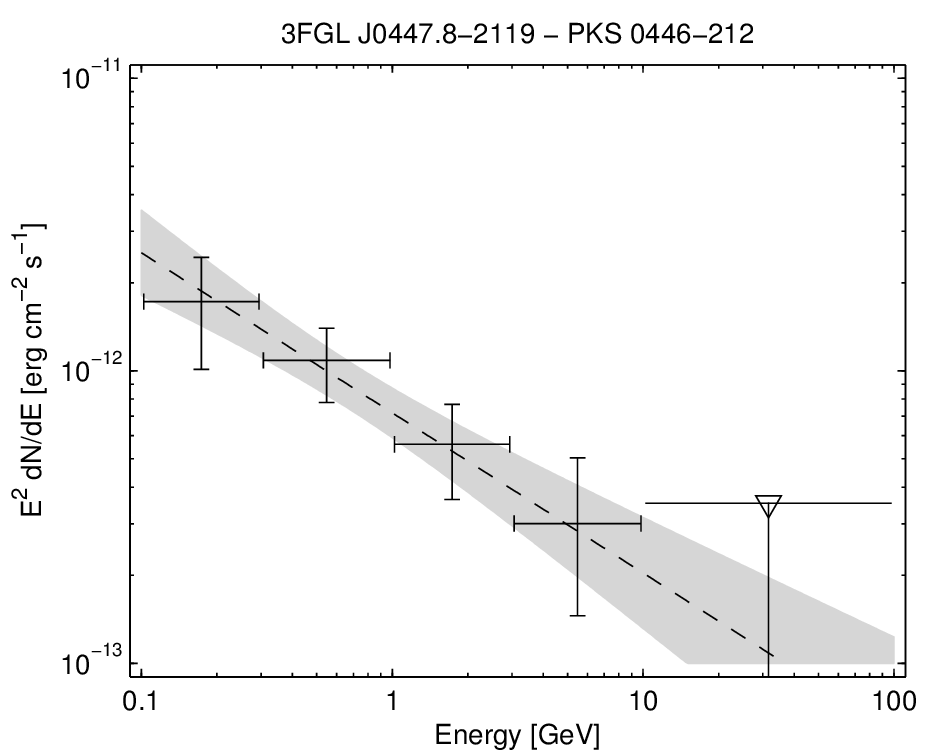 3FGL J0447.8−2119 − PKS 0446−212
10⁻¹¹
10⁻¹²
10⁻¹³
E² dN/dE [erg cm⁻² s⁻¹]
0.1 1 10 100
Energy [GeV]